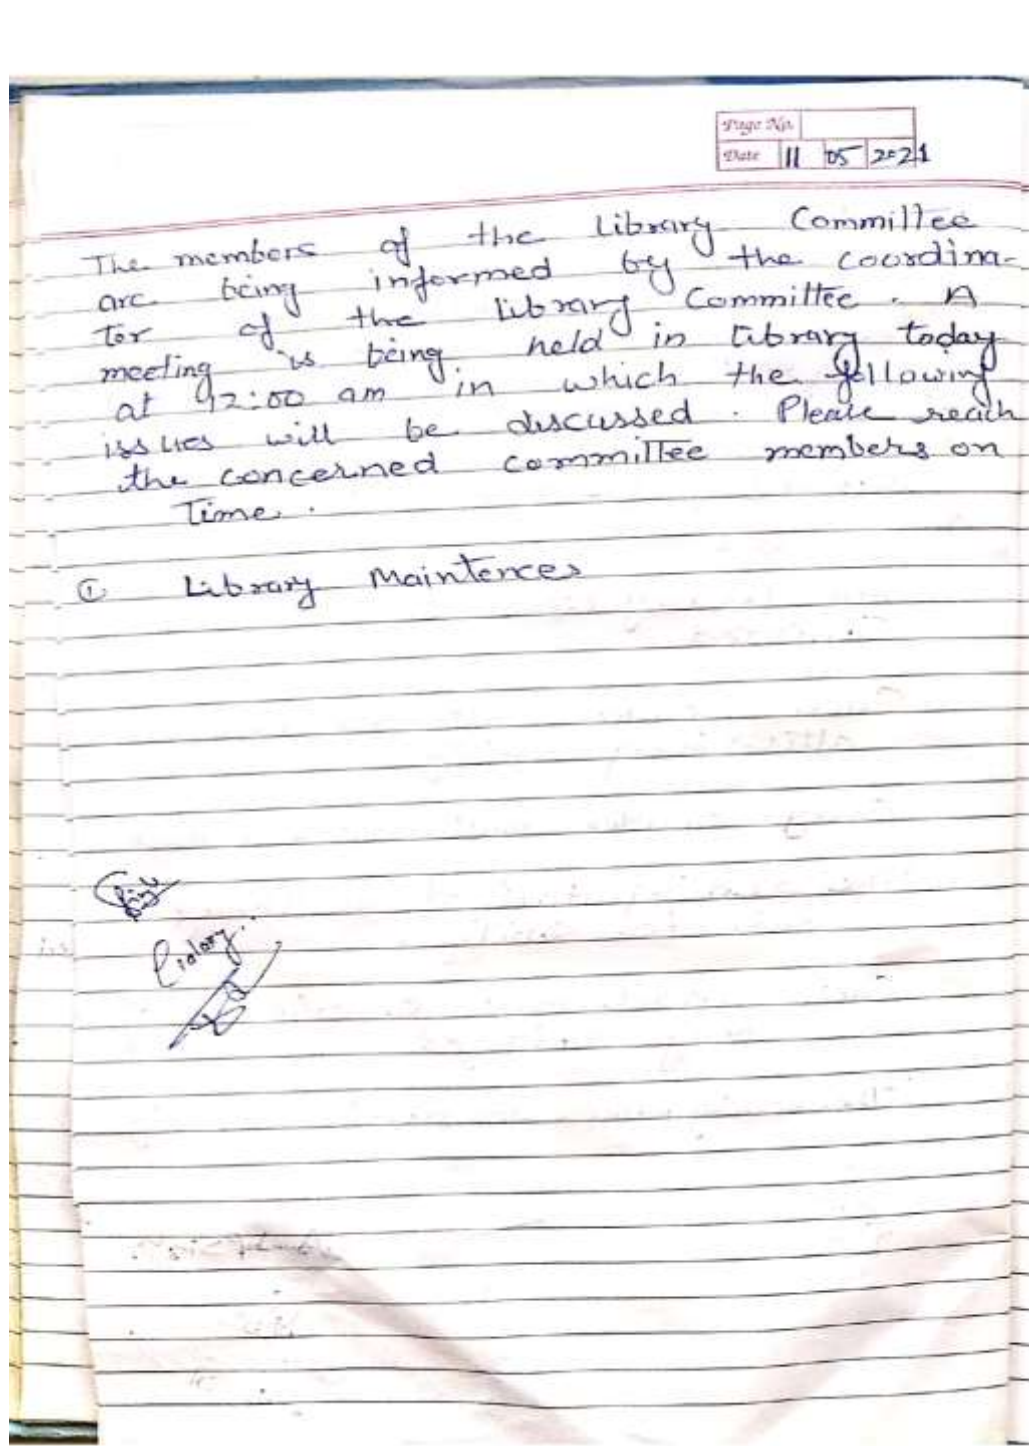 Page No.
Date 11 05 2021
The members of the Library Committee
are being informed by the coordina-
tor of the Library Committee. A
meeting is being held in Library today
at 12:00 am in which the following
issues will be discussed. Please reach
the concerned committee members on
Time.
① Library Maintences